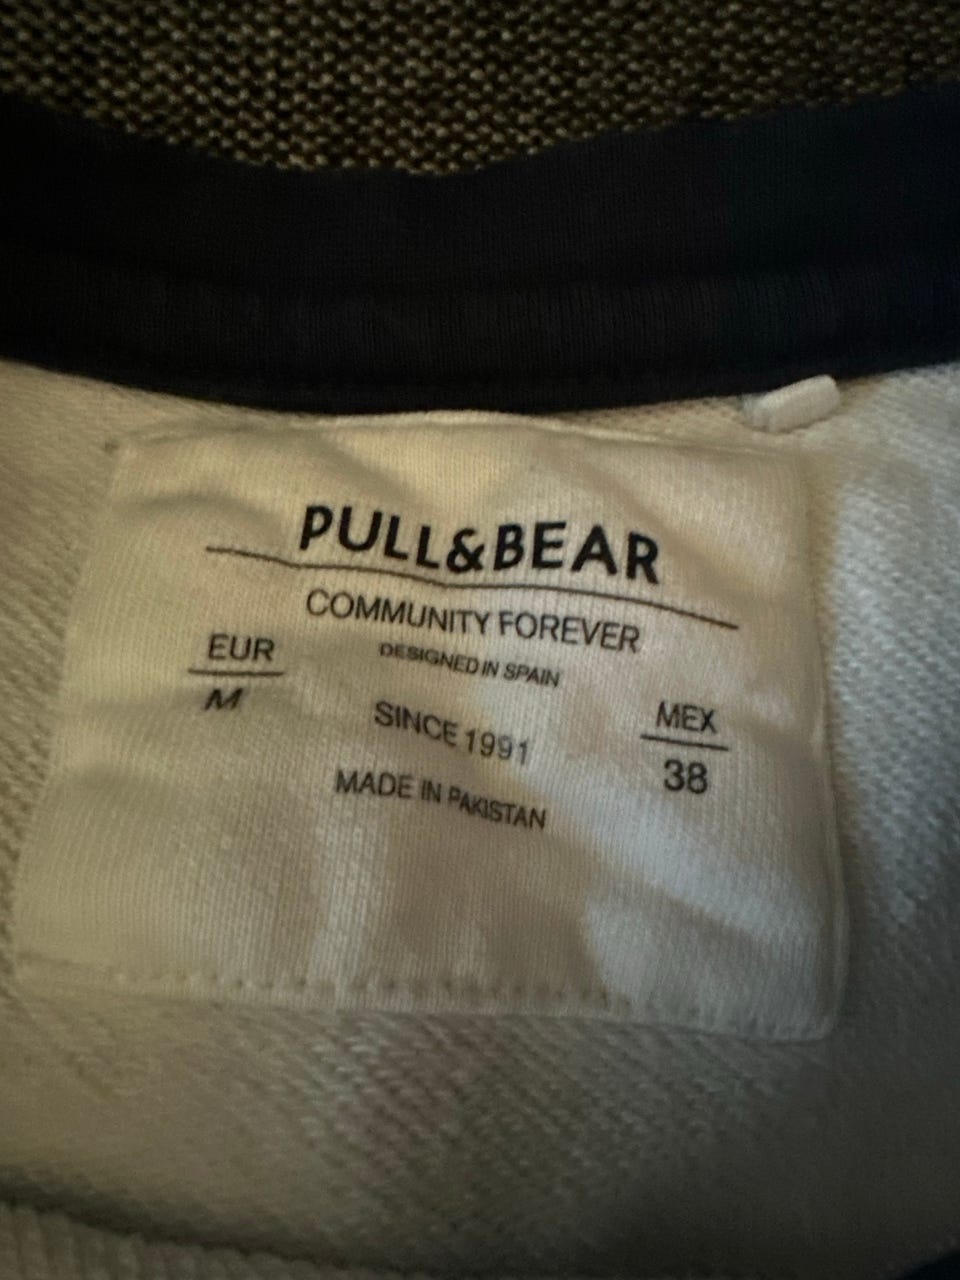 PULL&BEAR
COMMUNITY FOREVER
DESIGNED IN SPAIN
EUR
M
SINCE 1991
MEX
38
MADE IN PAKISTAN